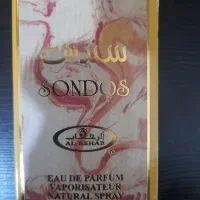 سندس
SONDOS
الرحاب
AL-REHAB
EAU DE PARFUM
VAPORISATEUR
NATURAL SPRAY